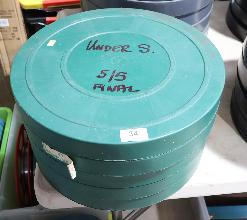 UNDER S.
5/5
FINAL
34